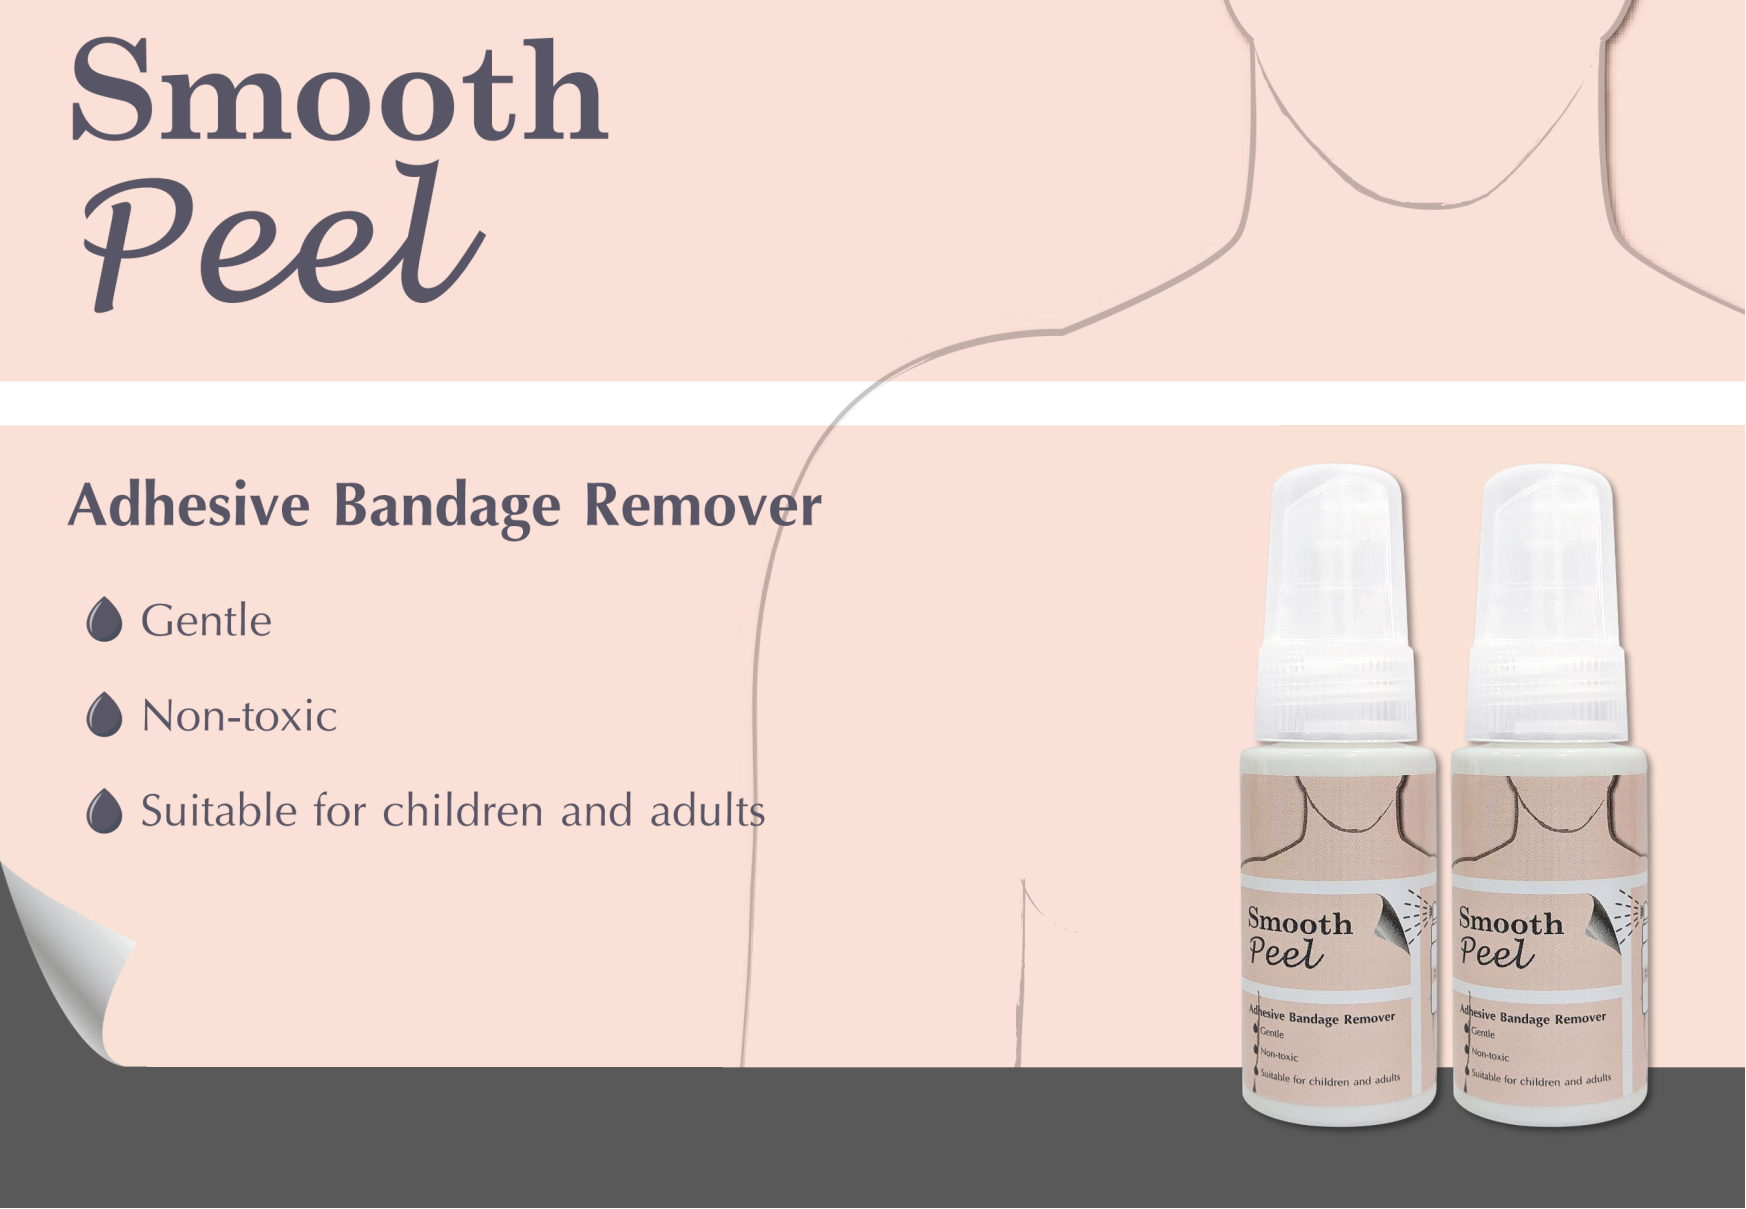 Smooth
Peel
Adhesive Bandage Remover
Gentle
Non-toxic
Suitable for children and adults
Smooth
Peel
Adhesive Bandage Remover
Gentle
Non-toxic
Suitable for children and adults
Smooth
Peel
Adhesive Bandage Remover
Gentle
Non-toxic
Suitable for children and adults